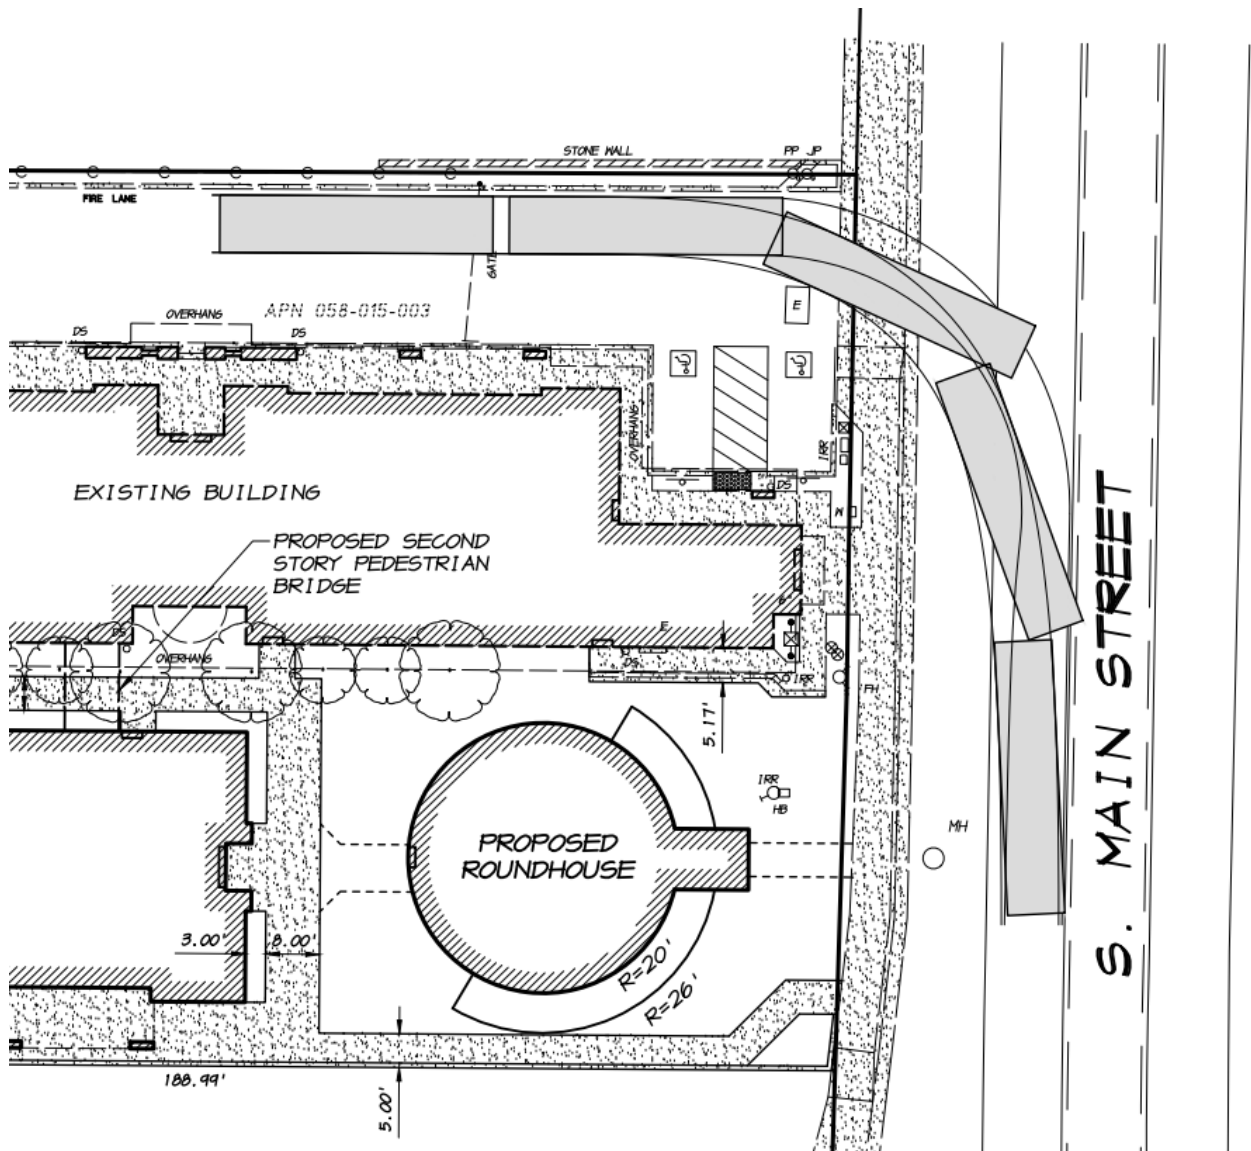 STONE WALL
PP JP
FIRE LANE
GATE
E
OVERHANG
APN 058-015-003
DS
DS
OVERHANG
IRR
EXISTING BUILDING
DS
W
PROPOSED SECOND
STORY PEDESTRIAN
BRIDGE
S. MAIN STREET
E
DS
OVERHANG
DS
IRR
FH
5.17'
IRR
HB
MH
PROPOSED
ROUNDHOUSE
3.00'
8.00'
R=20'
R=26'
188.99'
5.00'